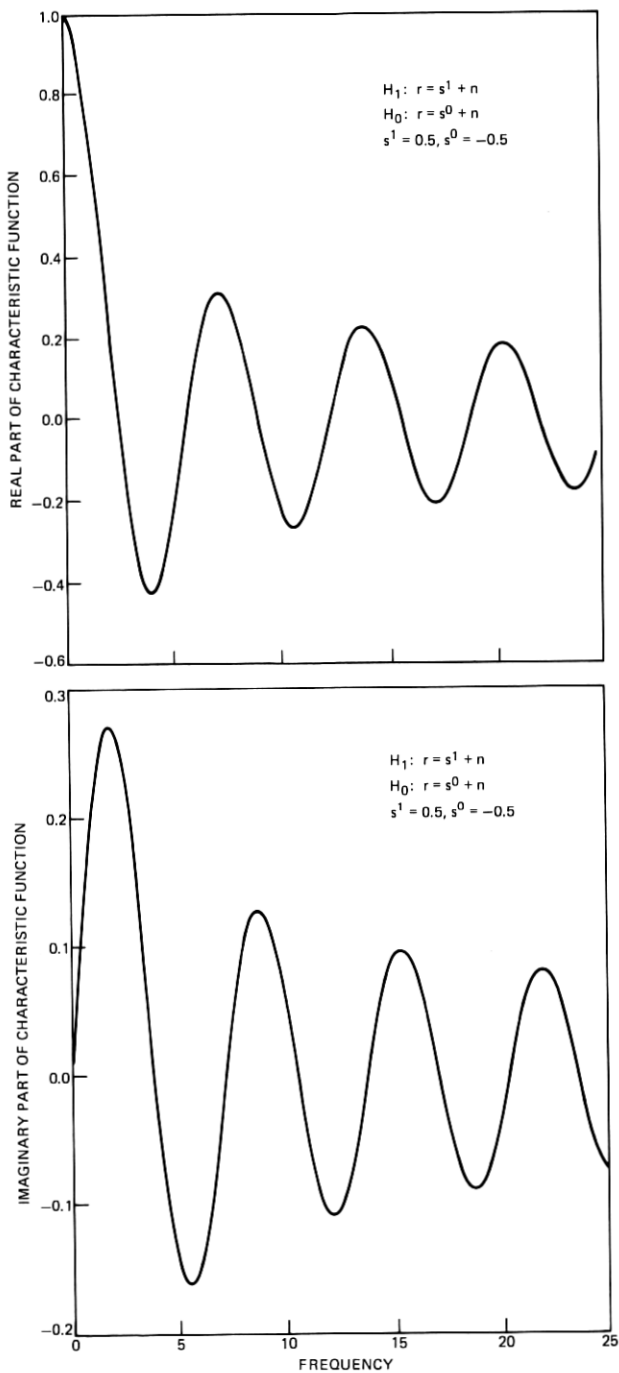 REAL PART OF CHARACTERISTIC FUNCTION
1.0
0.8
0.6
0.4
0.2
0.0
−0.2
−0.4
−0.6
H₁: r = s¹ + n
H₀: r = s⁰ + n
s¹ = 0.5, s⁰ = −0.5
IMAGINARY PART OF CHARACTERISTIC FUNCTION
0.3
0.2
0.1
0.0
−0.1
−0.2
H₁: r = s¹ + n
H₀: r = s⁰ + n
s¹ = 0.5, s⁰ = −0.5
0 5 10 15 20 25
FREQUENCY